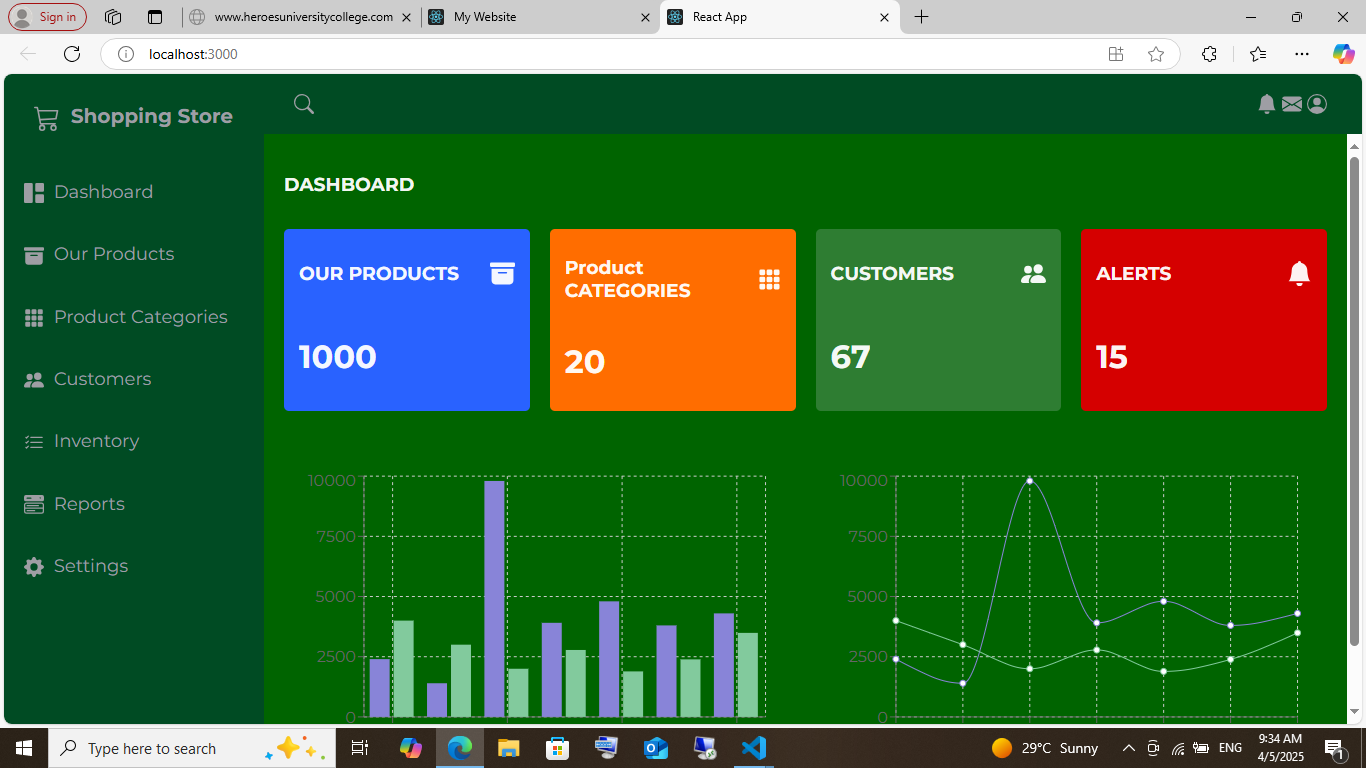 Sign in
www.heroesuniversitycollege.com
My Website
React App
localhost:3000
Shopping Store
Dashboard
Our Products
Product Categories
Customers
Inventory
Reports
Settings
DASHBOARD
OUR PRODUCTS
1000
Product
CATEGORIES
20
CUSTOMERS
67
ALERTS
15
10000
7500
5000
2500
0
10000
7500
5000
2500
0
Type here to search
29°C Sunny
ENG
9:34 AM
4/5/2025
1